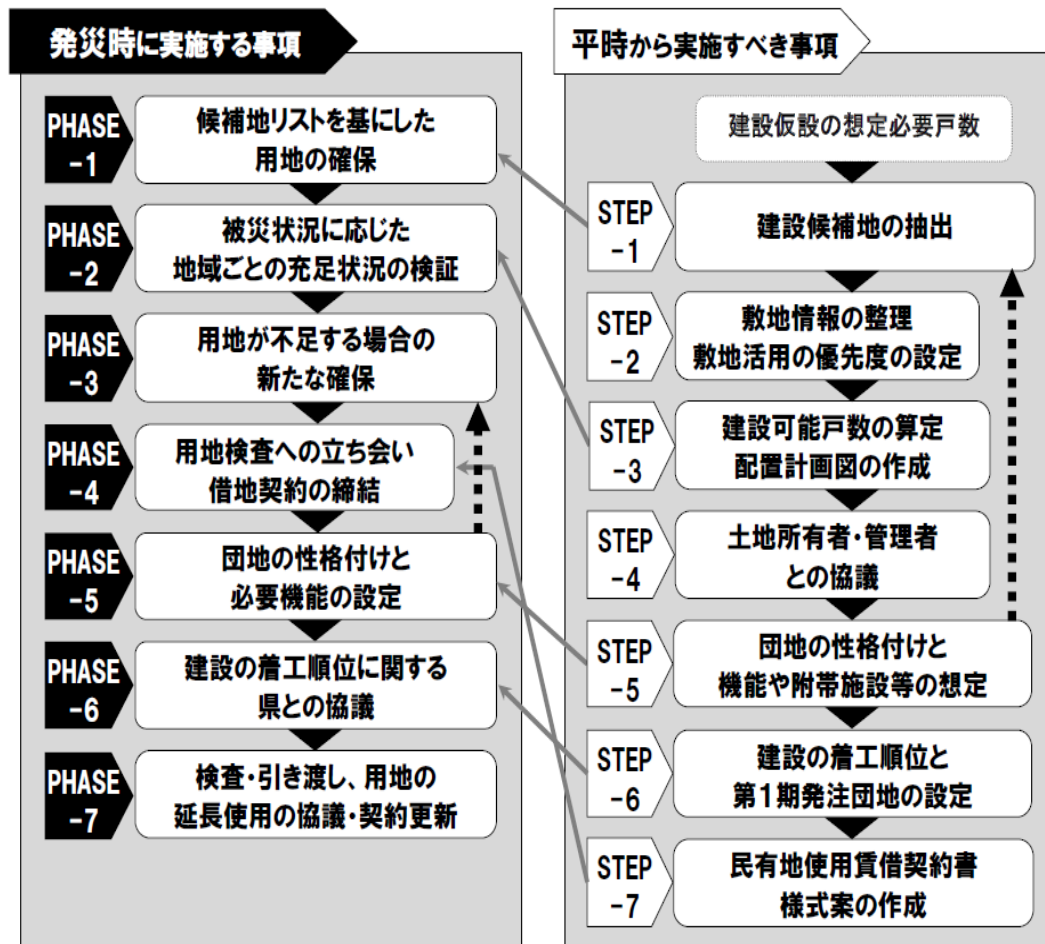 発災時に実施する事項
PHASE
-1
候補地リストを基にした
用地の確保
PHASE
-2
被災状況に応じた
地域ごとの充足状況の検証
PHASE
-3
用地が不足する場合の
新たな確保
PHASE
-4
用地検査への立ち会い
借地契約の締結
PHASE
-5
団地の性格付けと
必要機能の設定
PHASE
-6
建設の着工順位に関する
県との協議
PHASE
-7
検査・引き渡し、用地の
延長使用の協議・契約更新
平時から実施すべき事項
建設仮設の想定必要戸数
STEP
-1
建設候補地の抽出
STEP
-2
敷地情報の整理
敷地活用の優先度の設定
STEP
-3
建設可能戸数の算定
配置計画図の作成
STEP
-4
土地所有者・管理者
との協議
STEP
-5
団地の性格付けと
機能や附帯施設等の想定
STEP
-6
建設の着工順位と
第1期発注団地の設定
STEP
-7
民有地使用賃借契約書
様式案の作成